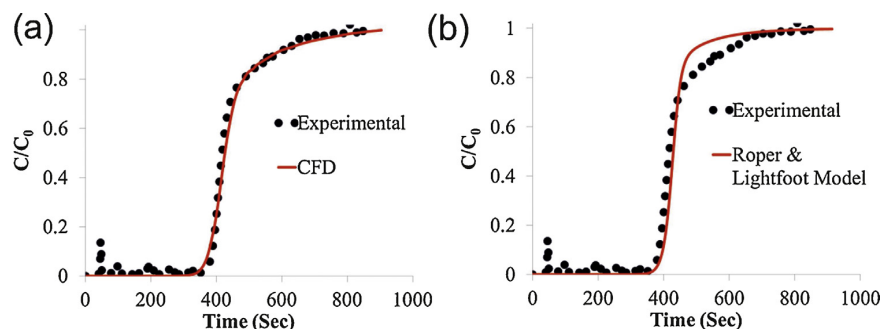 (a)
1
0.8
0.6
0.4
0.2
0
C/C0
Experimental
CFD
0 200 400 600 800 1000
Time (Sec)
(b)
1
0.8
0.6
0.4
0.2
0
C/C0
Experimental
Roper &
Lightfoot Model
0 200 400 600 800 1000
Time (Sec)